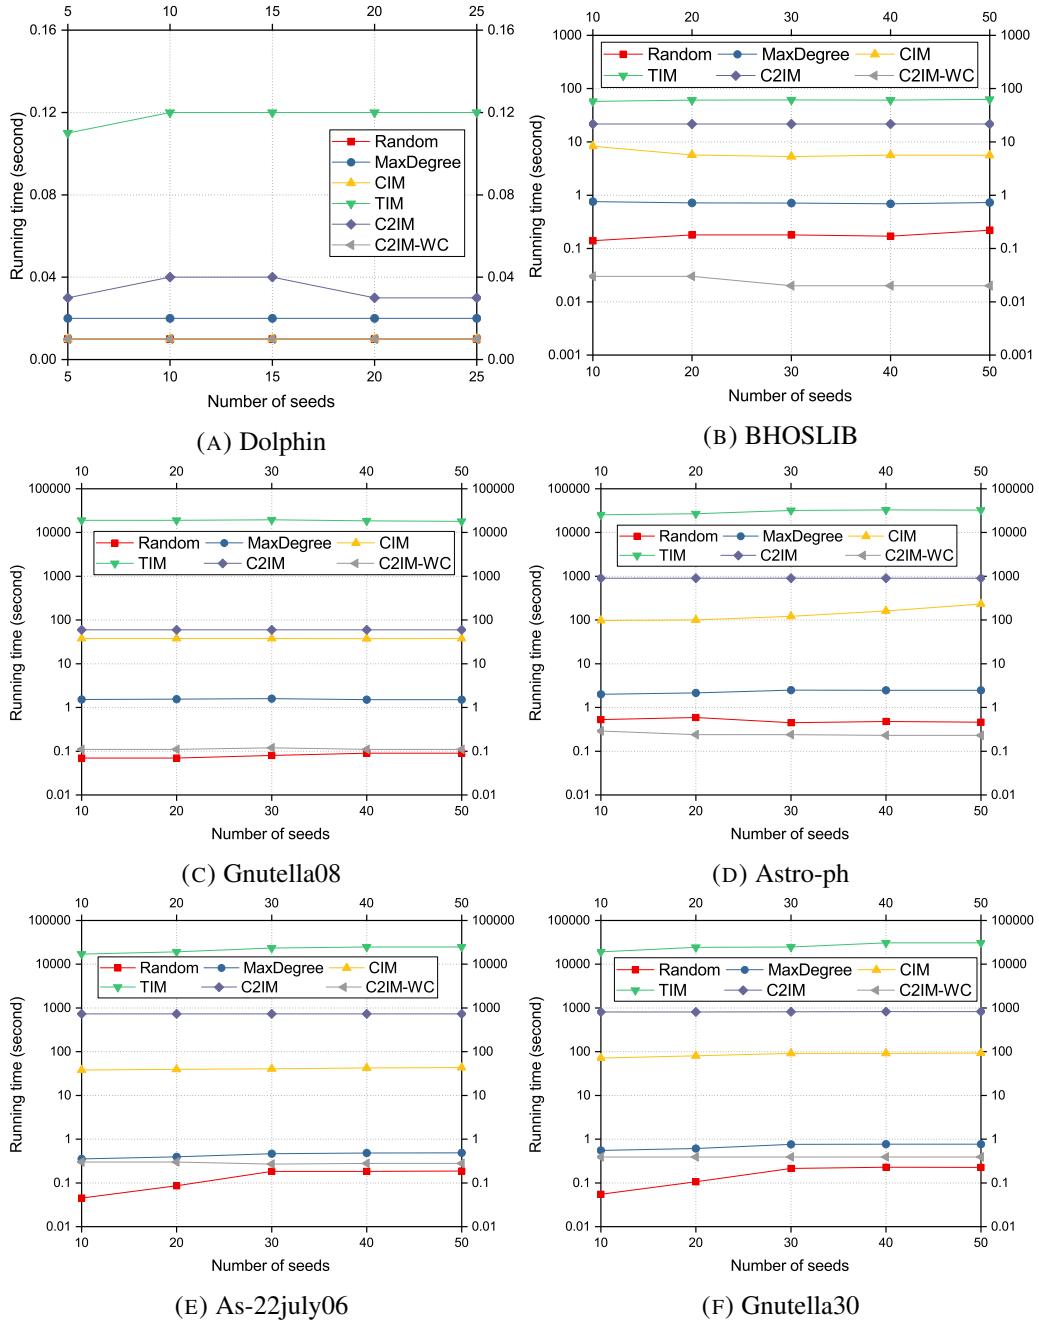 5 10 15 20 25
0.16 0.16
0.12 0.12
0.08 0.08
0.04 0.04
0.00 0.00
5 10 15 20 25
Running time (second)
Random
MaxDegree
CIM
TIM
C2IM
C2IM-WC
Number of seeds
(A) Dolphin
10 20 30 40 50
1000 1000
100 100
10 10
1 1
0.1 0.1
0.01 0.01
0.001 0.001
10 20 30 40 50
Running time (second)
Random MaxDegree CIM
TIM C2IM C2IM-WC
Number of seeds
(B) BHOSLIB
10 20 30 40 50
100000 100000
10000 10000
1000 1000
100 100
10 10
1 1
0.1 0.1
0.01 0.01
10 20 30 40 50
Running time (second)
Random MaxDegree CIM
TIM C2IM C2IM-WC
Number of seeds
(C) Gnutella08
10 20 30 40 50
100000 100000
10000 10000
1000 1000
100 100
10 10
1 1
0.1 0.1
0.01 0.01
10 20 30 40 50
Running time (second)
Random MaxDegree CIM
TIM C2IM C2IM-WC
Number of seeds
(D) Astro-ph
10 20 30 40 50
100000 100000
10000 10000
1000 1000
100 100
10 10
1 1
0.1 0.1
0.01 0.01
10 20 30 40 50
Running time (second)
Random MaxDegree CIM
TIM C2IM C2IM-WC
Number of seeds
(E) As-22july06
10 20 30 40 50
100000 100000
10000 10000
1000 1000
100 100
10 10
1 1
0.1 0.1
0.01 0.01
10 20 30 40 50
Running time (second)
Random MaxDegree CIM
TIM C2IM C2IM-WC
Number of seeds
(F) Gnutella30